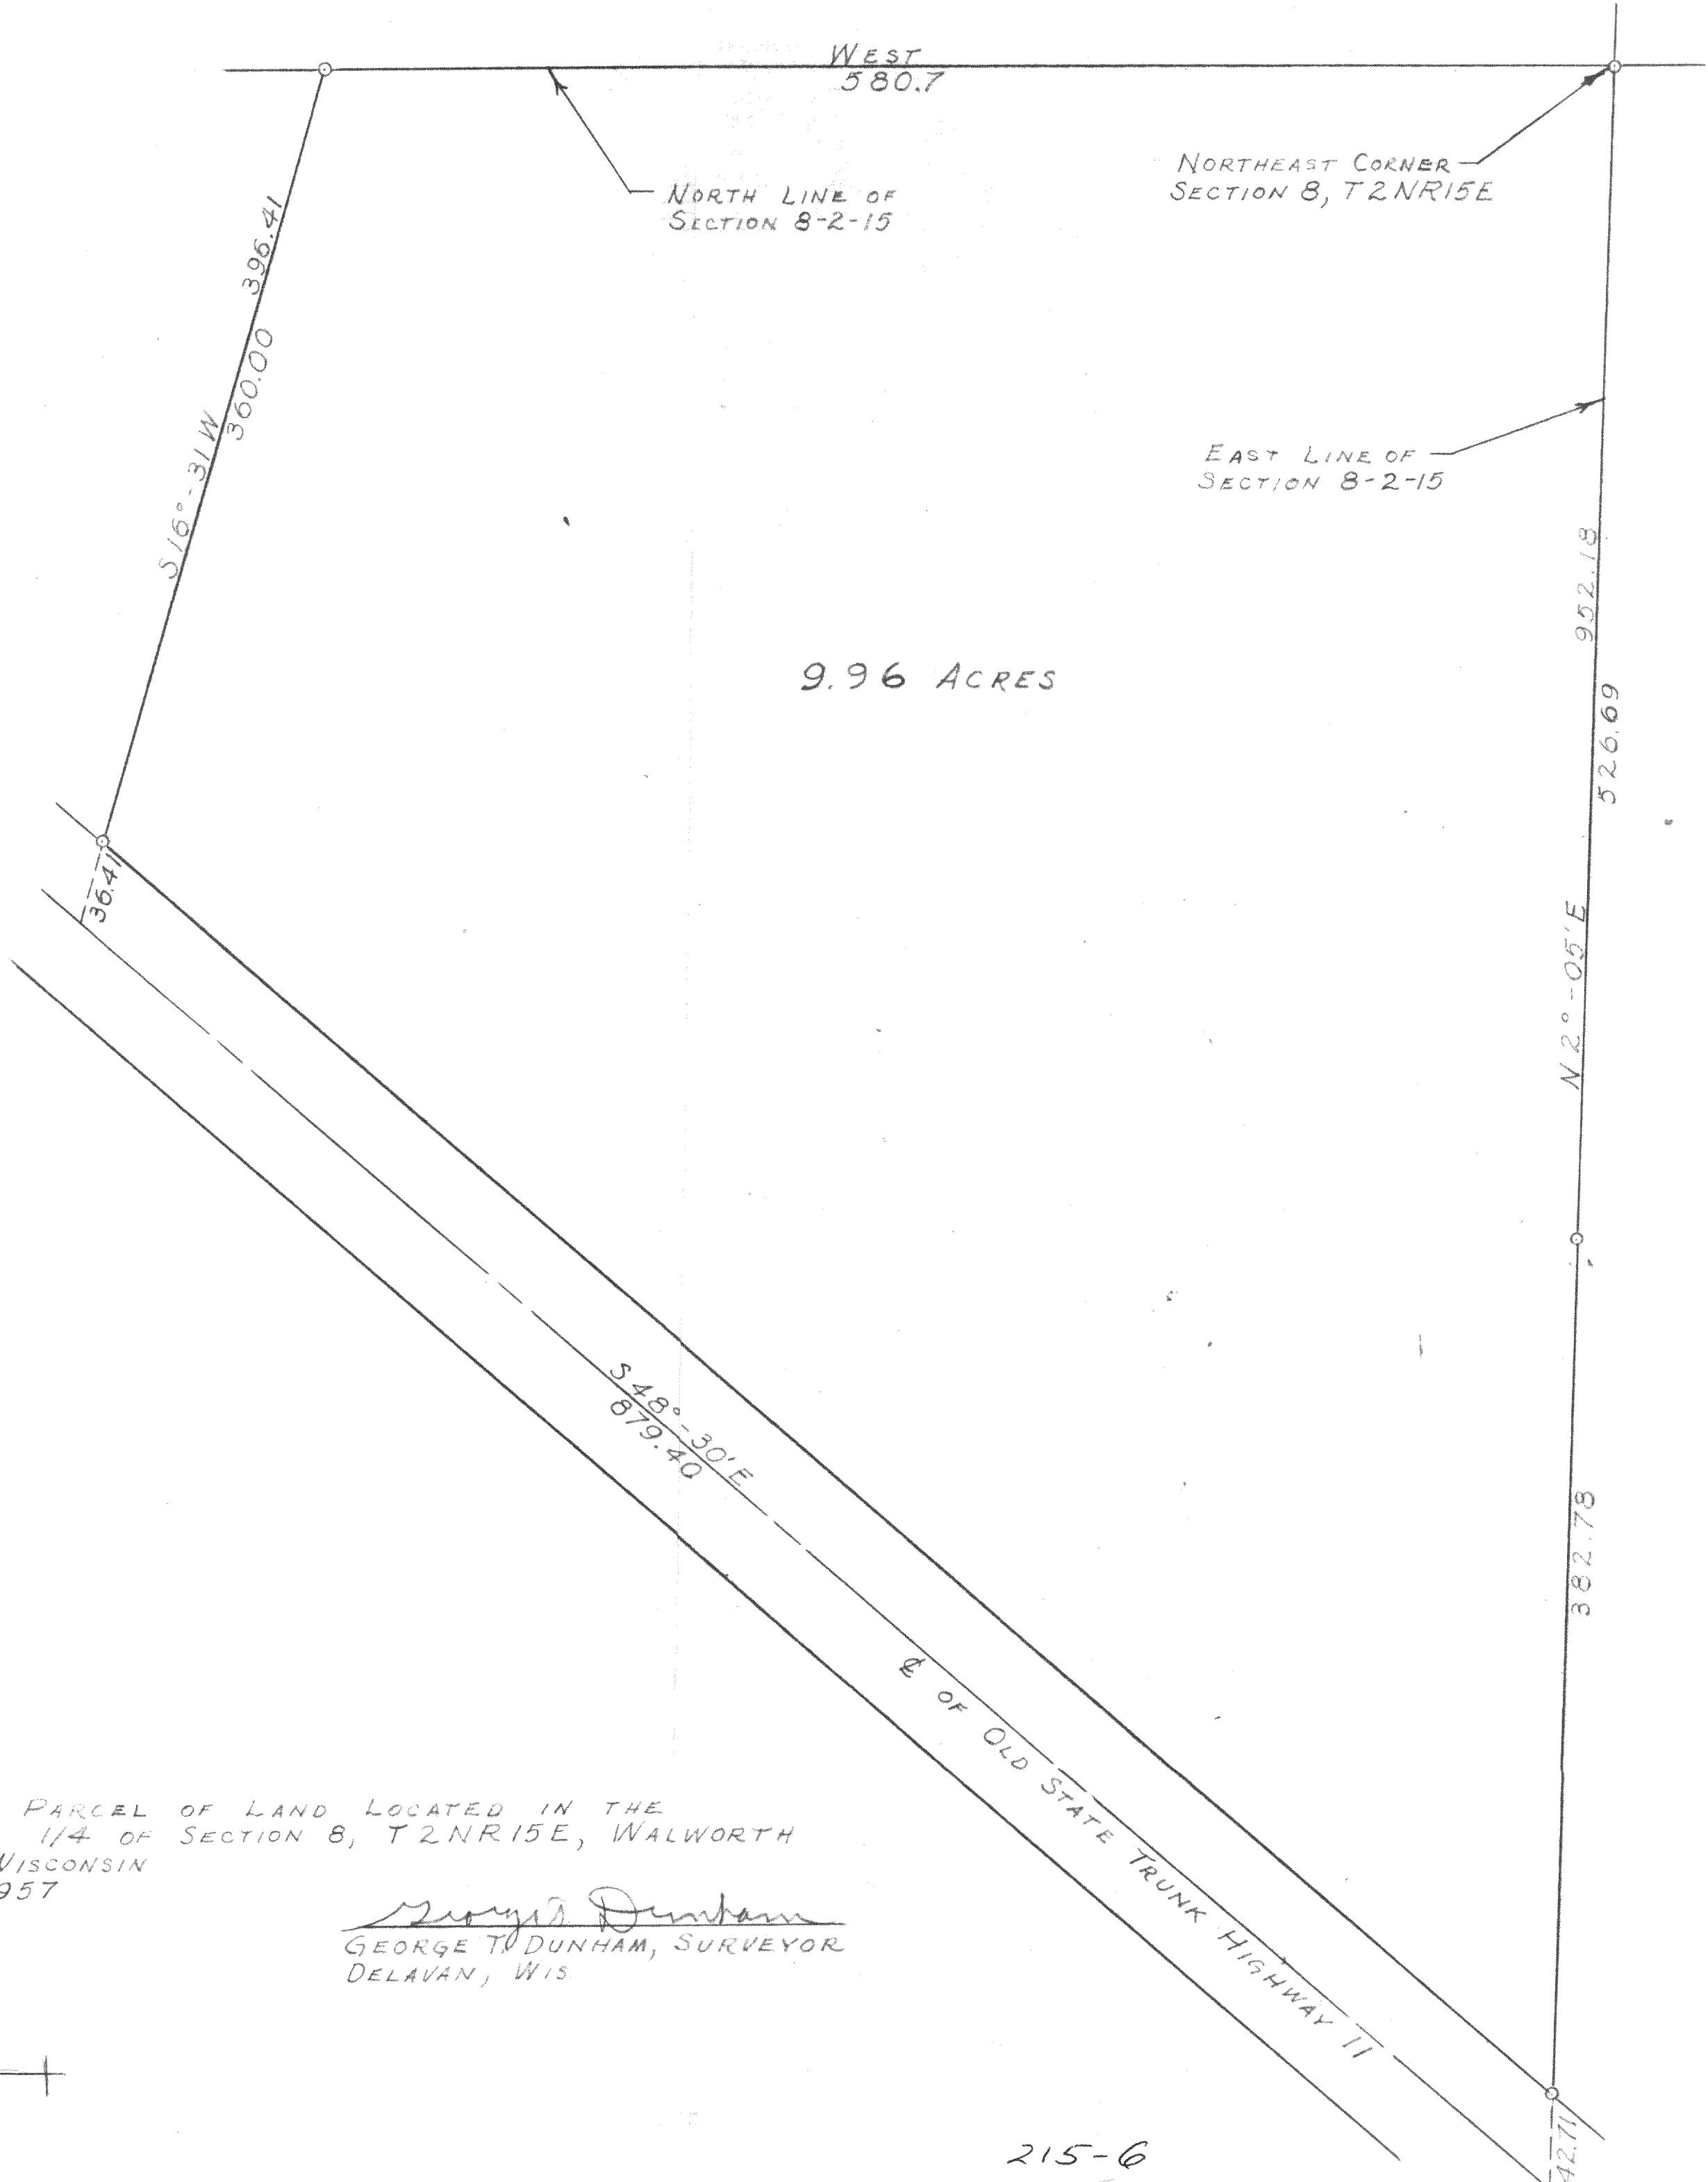 WEST
580.7
NORTH LINE OF
SECTION 8-2-15
NORTHEAST CORNER
SECTION 8, T2NR15E
S16°-31W 396.41
360.00
EAST LINE OF
SECTION 8-2-15
952.18
526.69
9.96 ACRES
36.41
N2°-05'E
S48°-30'E
879.40
382.78
℄ OF OLD STATE TRUNK HIGHWAY 11
PARCEL OF LAND LOCATED IN THE
1/4 OF SECTION 8, T2NR15E, WALWORTH
WISCONSIN
957
George T. Dunham
GEORGE T. DUNHAM, SURVEYOR
DELAVAN, WIS
42.71
215-6